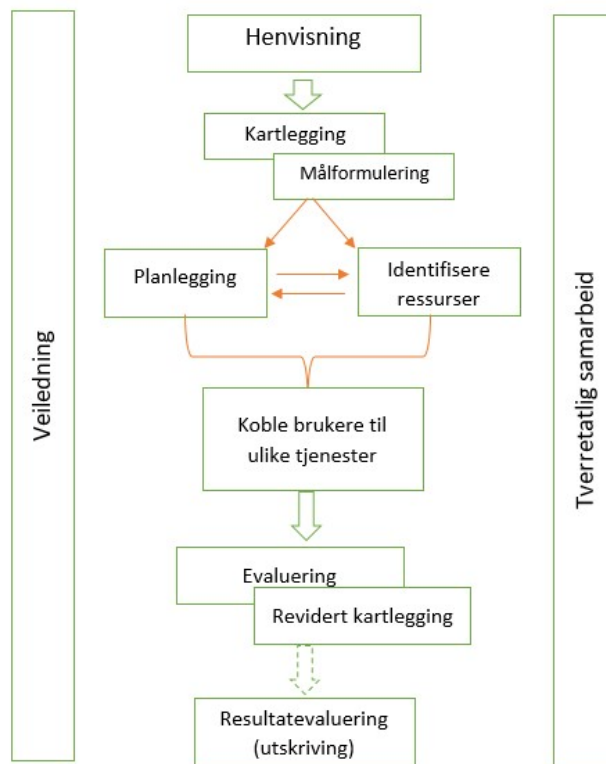 Henvisning
Kartlegging
Målformulering
Planlegging
Identifisere
ressurser
Koble brukere til
ulike tjenester
Evaluering
Revidert kartlegging
Resultatevaluering
(utskriving)
Veiledning
Tverretatlig samarbeid